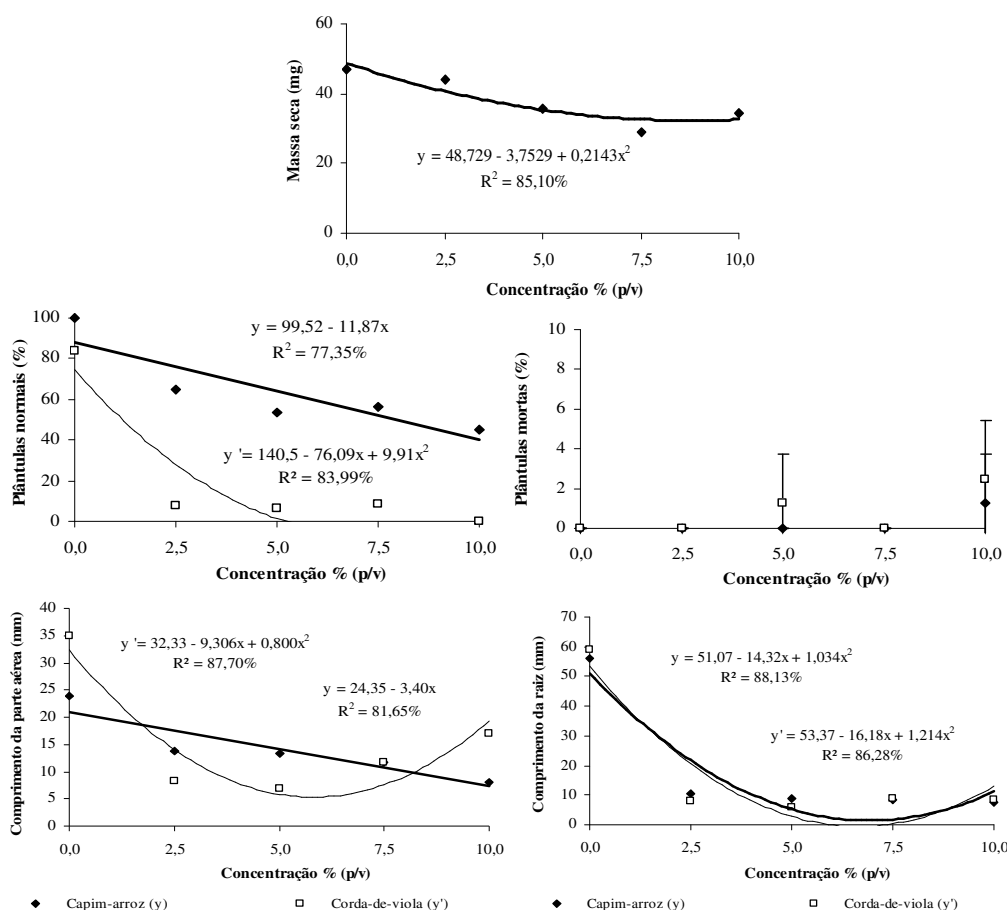 Massa seca (mg)
60
40
20
0
y = 48,729 - 3,7529 + 0,2143x²
R² = 85,10%
0,0 2,5 5,0 7,5 10,0
Concentração % (p/v)
Plântulas normais (%)
100
80
60
40
20
0
y = 99,52 - 11,87x
R² = 77,35%
y '= 140,5 - 76,09x + 9,91x²
R² = 83,99%
0,0 2,5 5,0 7,5 10,0
Concentração % (p/v)
Plântulas mortas (%)
10
8
6
4
2
0
0,0 2,5 5,0 7,5 10,0
Concentração % (p/v)
Comprimento da parte aérea (mm)
40
35
30
25
20
15
10
5
0
y '= 32,33 - 9,306x + 0,800x²
R² = 87,70%
y = 24,35 - 3,40x
R² = 81,65%
0,0 2,5 5,0 7,5 10,0
Concentração % (p/v)
Comprimento da raiz (mm)
70
60
50
40
30
20
10
0
y = 51,07 - 14,32x + 1,034x²
R² = 88,13%
y' = 53,37 - 16,18x + 1,214x²
R² = 86,28%
0,0 2,5 5,0 7,5 10,0
Concentração % (p/v)
Capim-arroz (y) Corda-de-viola (y') Capim-arroz (y) Corda-de-viola (y')